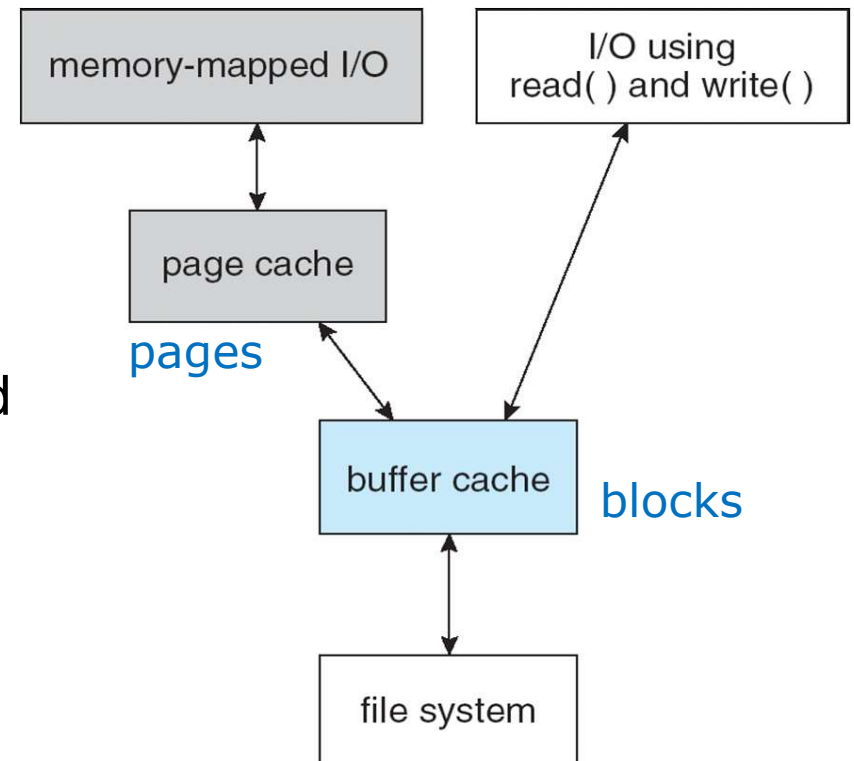 memory-mapped I/O
I/O using
read( ) and write( )
page cache
pages
d
buffer cache
blocks
file system